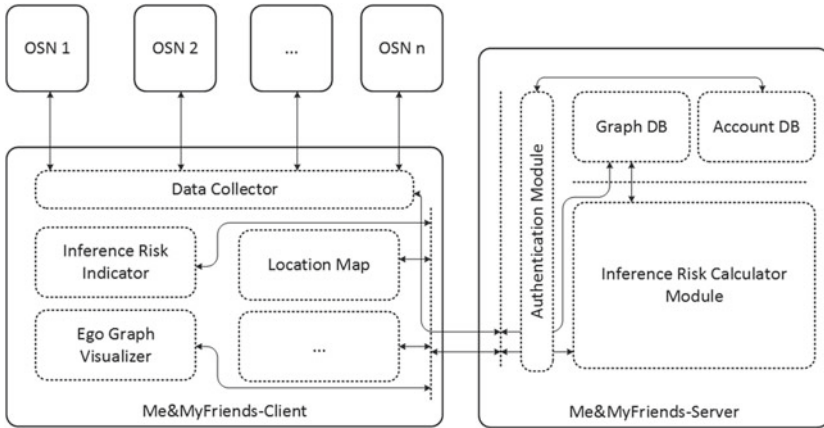 OSN 1
OSN 2
...
OSN n
Data Collector
Inference Risk
Indicator
Location Map
Ego Graph
Visualizer
...
Me&MyFriends-Client
Authentication Module
Graph DB
Account DB
Inference Risk Calculator
Module
Me&MyFriends-Server